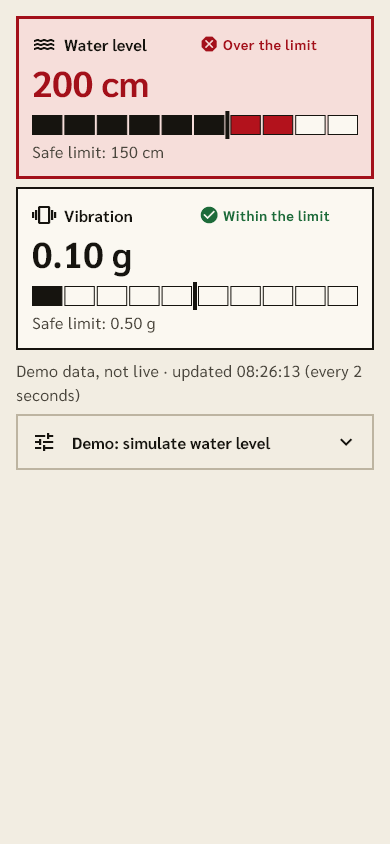 Water level
Over the limit
200 cm
Safe limit: 150 cm
Vibration
Within the limit
0.10 g
Safe limit: 0.50 g
Demo data, not live · updated 08:26:13 (every 2
seconds)
Demo: simulate water level